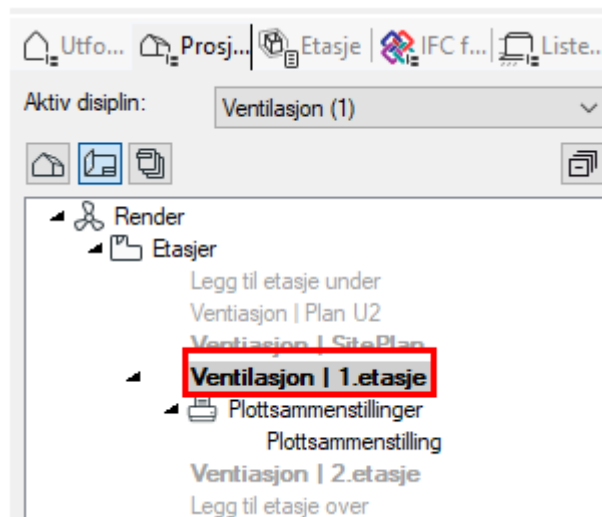 Utfo... Prosj... Etasje IFC f... Liste...
Aktiv disiplin: Ventilasjon (1)
Render
Etasjer
Legg til etasje under
Ventiasjon | Plan U2
Ventiasjon | SitePlan
Ventilasjon | 1.etasje
Plottsammenstillinger
Plottsammenstilling
Ventiasjon | 2.etasje
Legg til etasje over